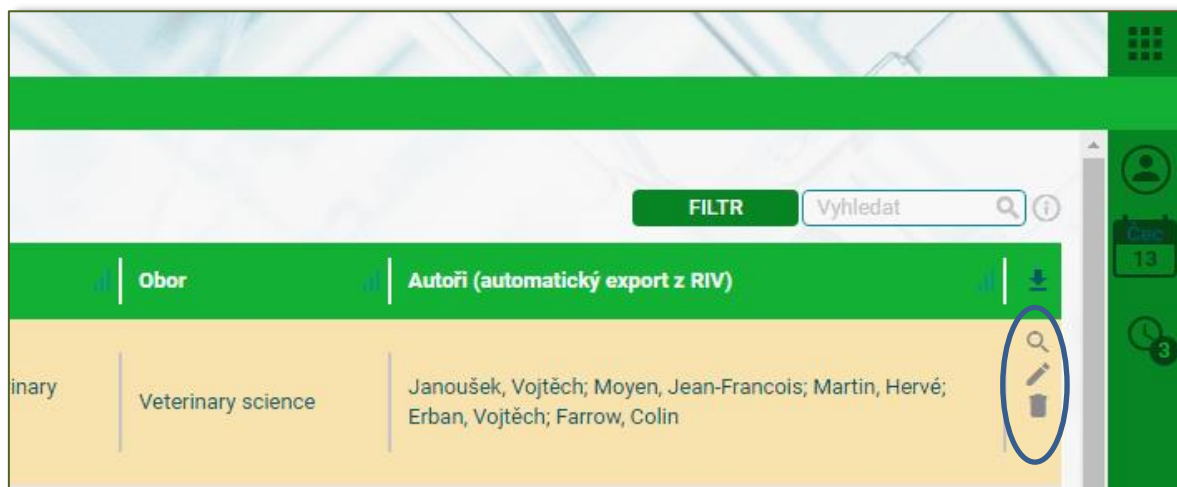 FILTR
Vyhledat
Čec
13
Obor
Autoři (automatický export z RIV)
3
inary
Veterinary science
Janoušek, Vojtěch; Moyen, Jean-Francois; Martin, Hervé;
Erban, Vojtěch; Farrow, Colin